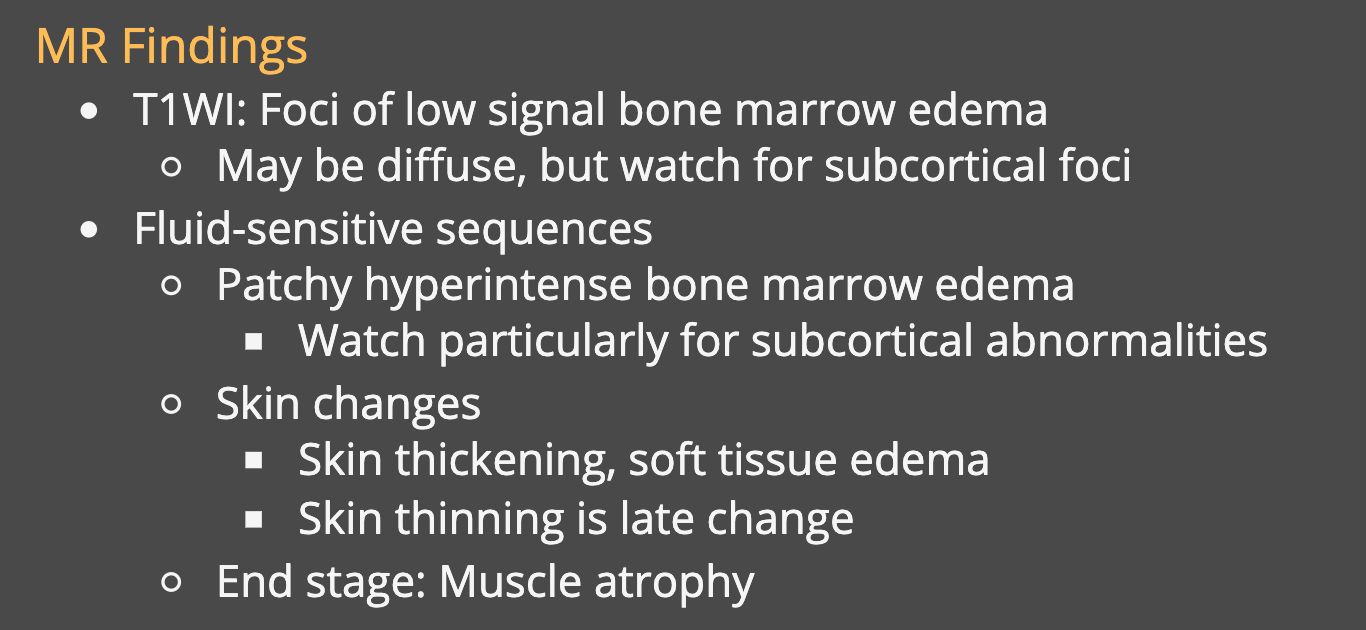 MR Findings
• T1WI: Foci of low signal bone marrow edema
○ May be diffuse, but watch for subcortical foci
• Fluid-sensitive sequences
○ Patchy hyperintense bone marrow edema
▪ Watch particularly for subcortical abnormalities
○ Skin changes
▪ Skin thickening, soft tissue edema
▪ Skin thinning is late change
○ End stage: Muscle atrophy